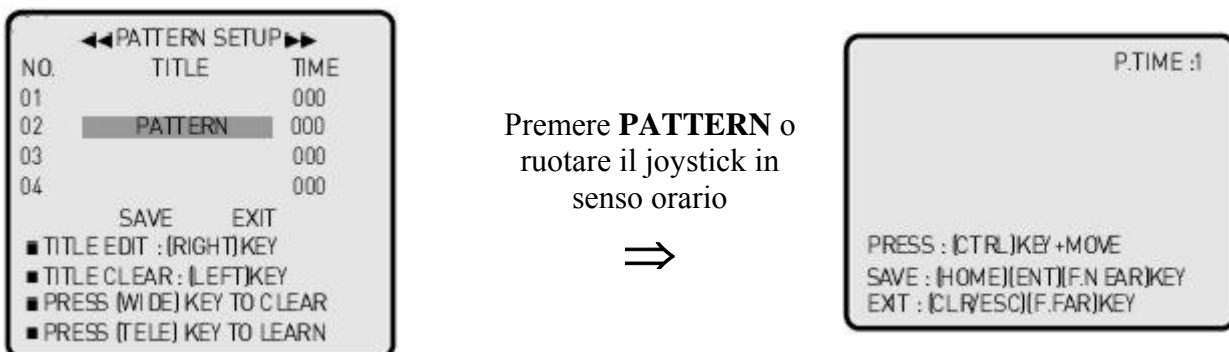 ◀◀PATTERN SETUP▶▶
NO. TITLE TIME
01 000
02 PATTERN 000
03 000
04 000
SAVE EXIT
■ TITLE EDIT : (RIGHT)KEY
■ TITLE CLEAR : (LEFT)KEY
■ PRESS (WIDE) KEY TO CLEAR
■ PRESS (TELE) KEY TO LEARN
Premere PATTERN o
ruotare il joystick in
senso orario
⇒
P.TIME :1
PRESS : (CTRL)KEY+MOVE
SAVE : (HOME)(ENT)(F.NEAR)KEY
EXIT : (CLR/ESC)(F.FAR)KEY